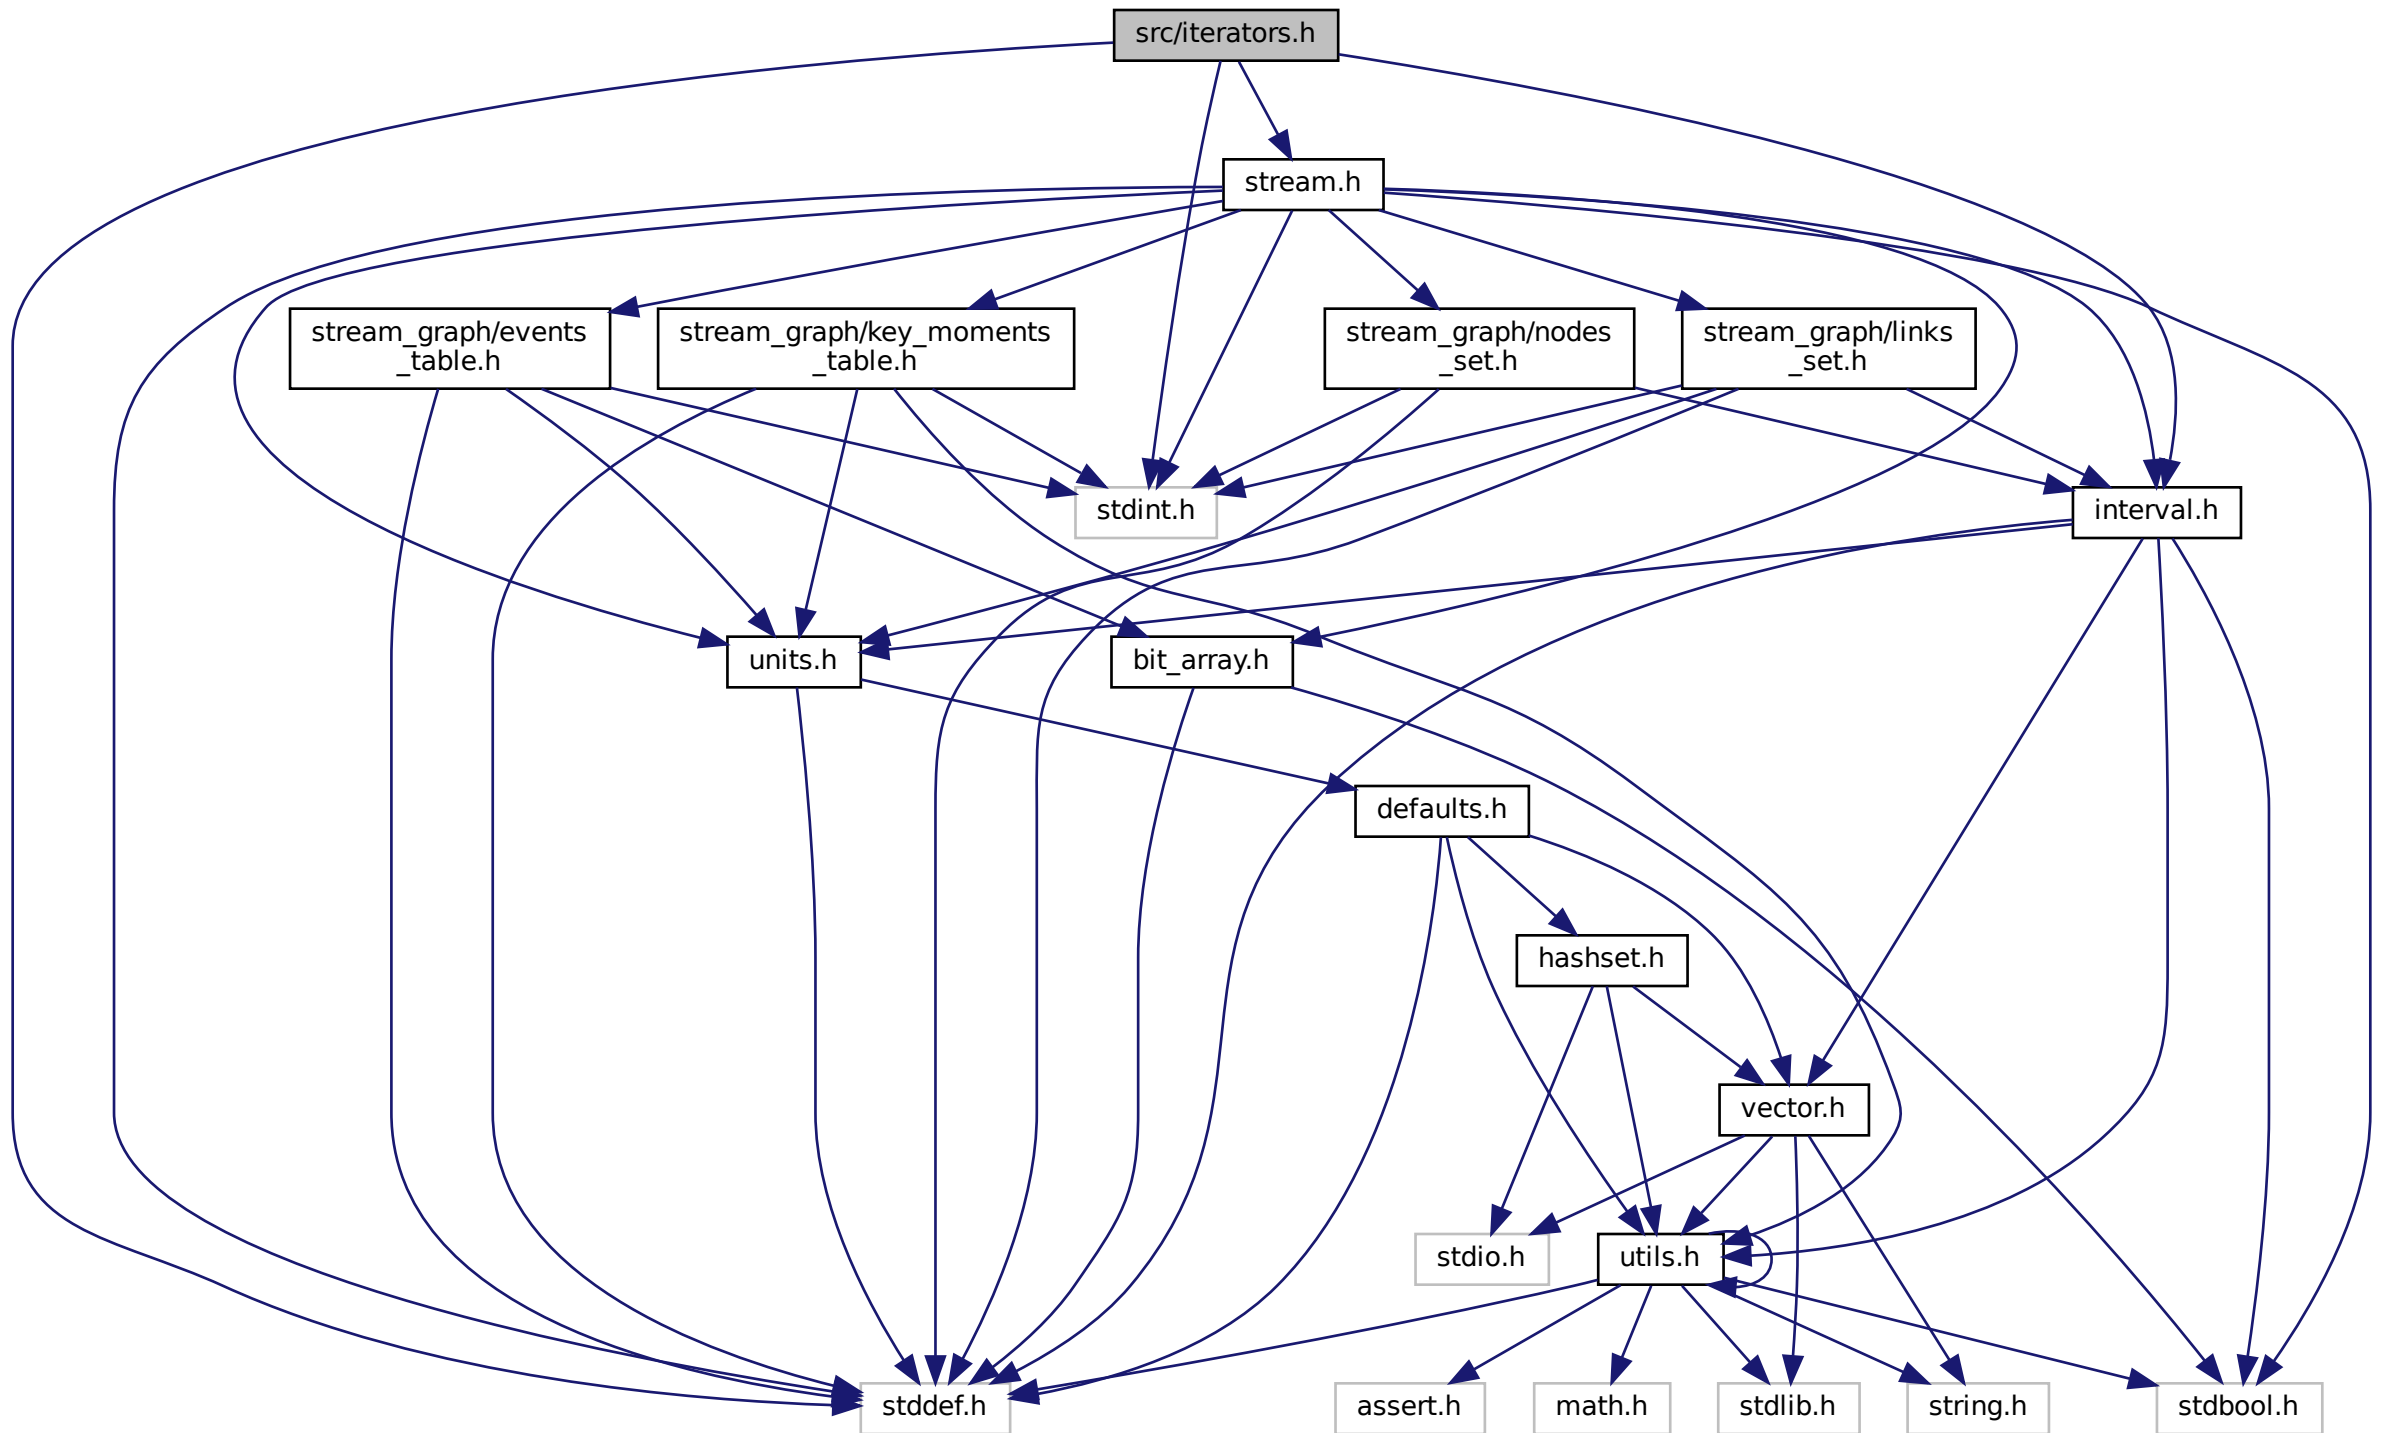 src/iterators.h
stream.h
stream_graph/events
_table.h
stream_graph/key_moments
_table.h
stream_graph/nodes
_set.h
stream_graph/links
_set.h
stdint.h
interval.h
units.h
bit_array.h
defaults.h
hashset.h
vector.h
stdio.h
utils.h
stddef.h
assert.h
math.h
stdlib.h
string.h
stdbool.h